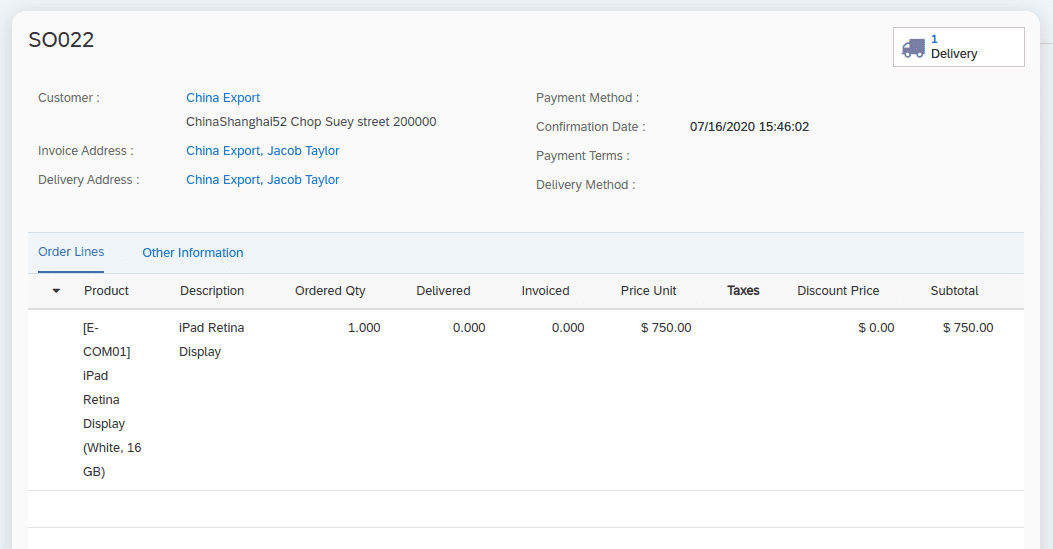 SO022
1
Delivery
Customer : China Export Payment Method :
ChinaShanghai52 Chop Suey street 200000
Confirmation Date : 07/16/2020 15:46:02
Invoice Address : China Export, Jacob Taylor
Payment Terms :
Delivery Address : China Export, Jacob Taylor
Delivery Method :
Order Lines Other Information
Product Description Ordered Qty Delivered Invoiced Price Unit Taxes Discount Price Subtotal
[E- iPad Retina 1.000 0.000 0.000 $ 750.00 $ 0.00 $ 750.00
COM01] Display
iPad
Retina
Display
(White, 16
GB)